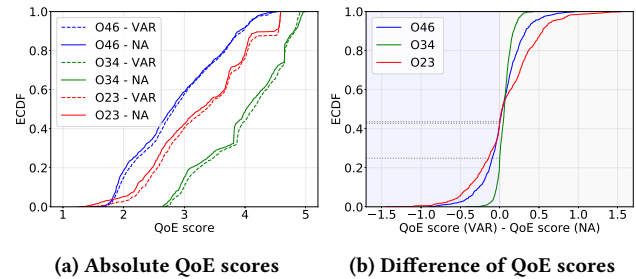 1.0
0.8
0.6
0.4
0.2
0.0
ECDF
O46 - VAR
O46 - NA
O34 - VAR
O34 - NA
O23 - VAR
O23 - NA
1 2 3 4 5
QoE score
(a) Absolute QoE scores
1.0
0.8
0.6
0.4
0.2
0.0
ECDF
O46
O34
O23
−1.5 −1.0 −0.5 0.0 0.5 1.0 1.5
QoE score (VAR) - QoE score (NA)
(b) Difference of QoE scores